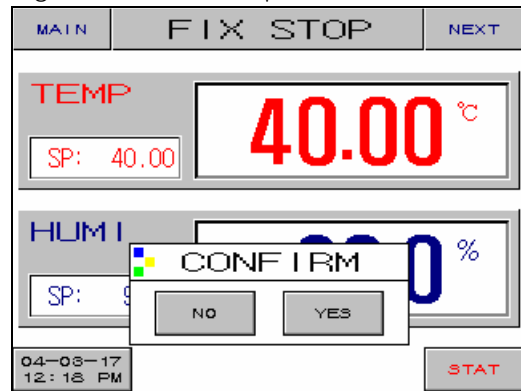 MAIN
FIX STOP
NEXT
TEMP
40.00 ℃
SP: 40.00
HUMI
%
SP: 9
CONFIRM
NO
YES
04-03-17
12:18 PM
STAT